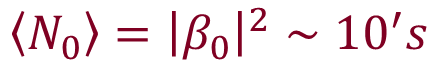 ⟨N₀⟩ = |β₀|² ∼ 10′s